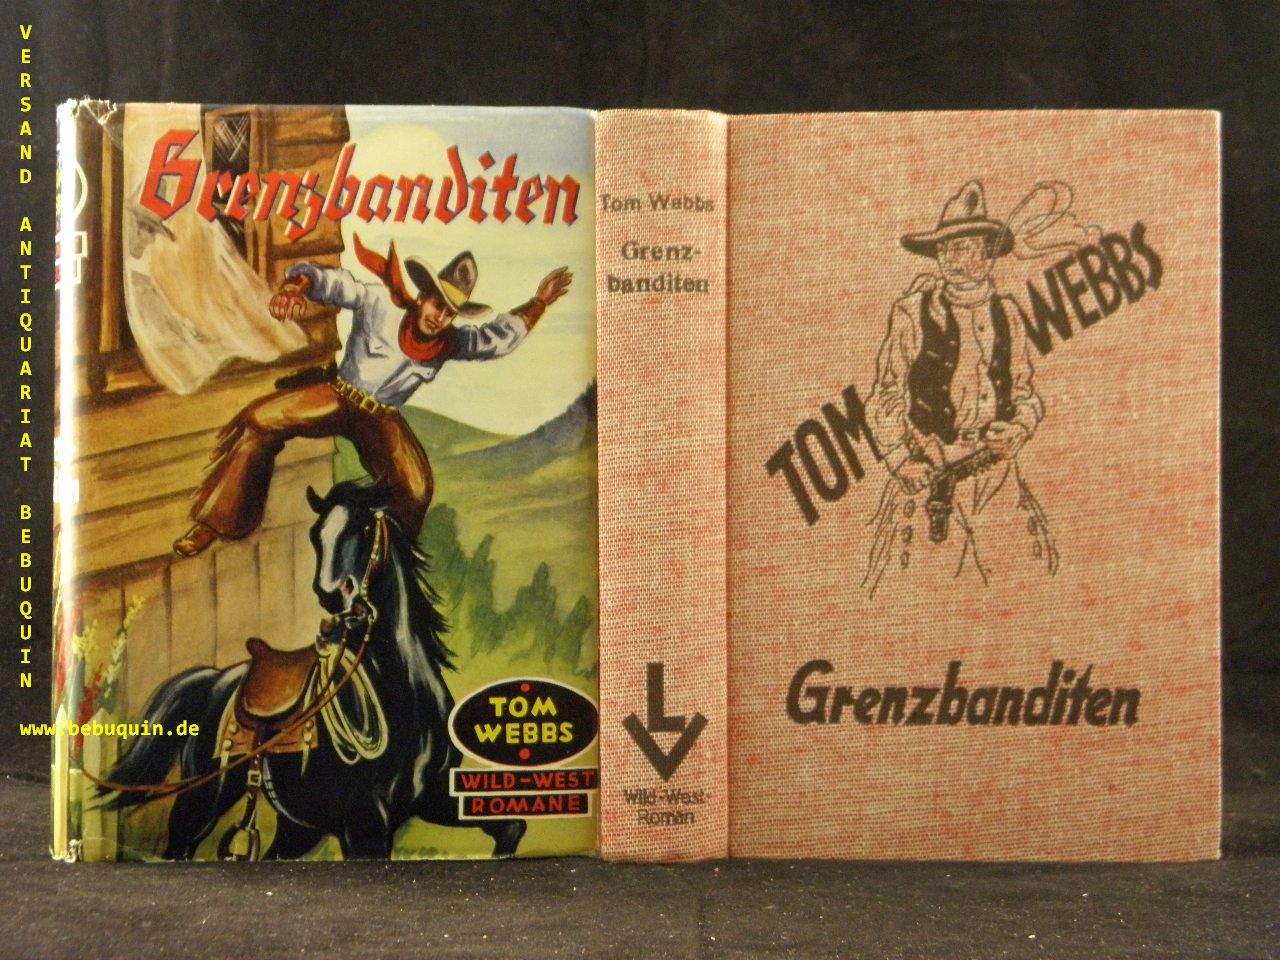 VERSAND ANTIQUARIAT BEBUQUIN
www.bebuquin.de
Grenzbanditen
TOM
WEBBS
WILD-WEST
ROMANE
Tom Webbs
Grenz-
banditen
LV
Wild-West-
Roman
TOM WEBBS
Grenzbanditen